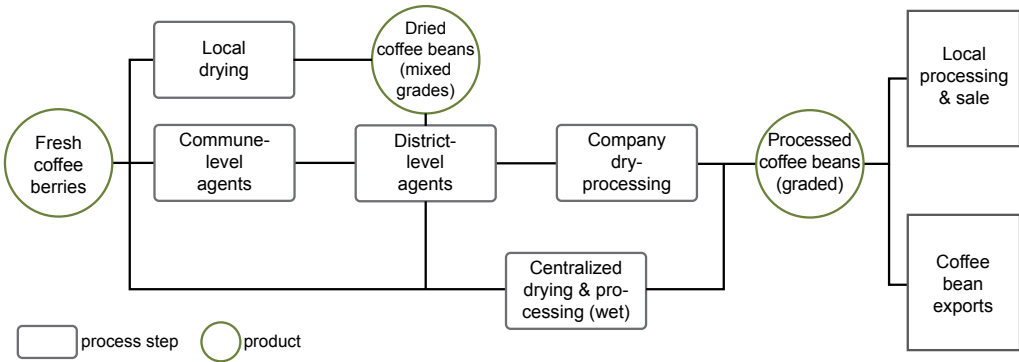 Local
drying
Dried
coffee beans
(mixed
grades)
Local
processing
& sale
Fresh
coffee
berries
Commune-
level
agents
District-
level
agents
Company
dry-
processing
Processed
coffee beans
(graded)
Centralized
drying & pro-
cessing (wet)
Coffee
bean
exports
process step
product